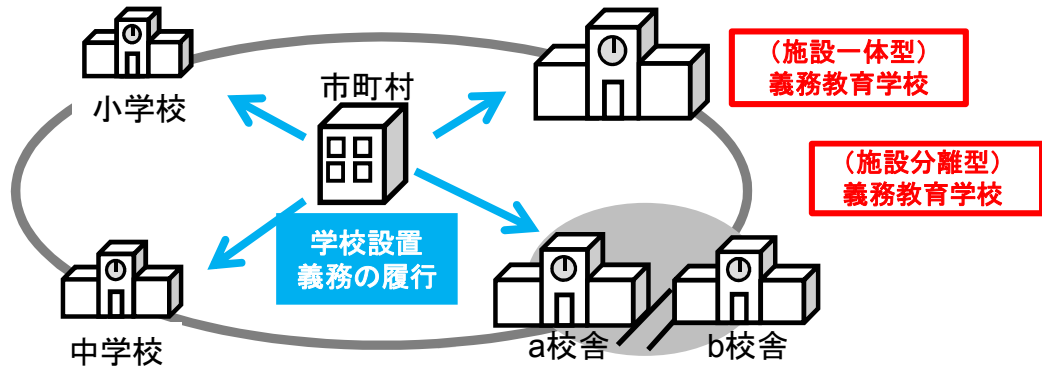 小学校
市町村
（施設一体型）
義務教育学校
（施設分離型）
義務教育学校
学校設置
義務の履行
中学校
a校舎
b校舎